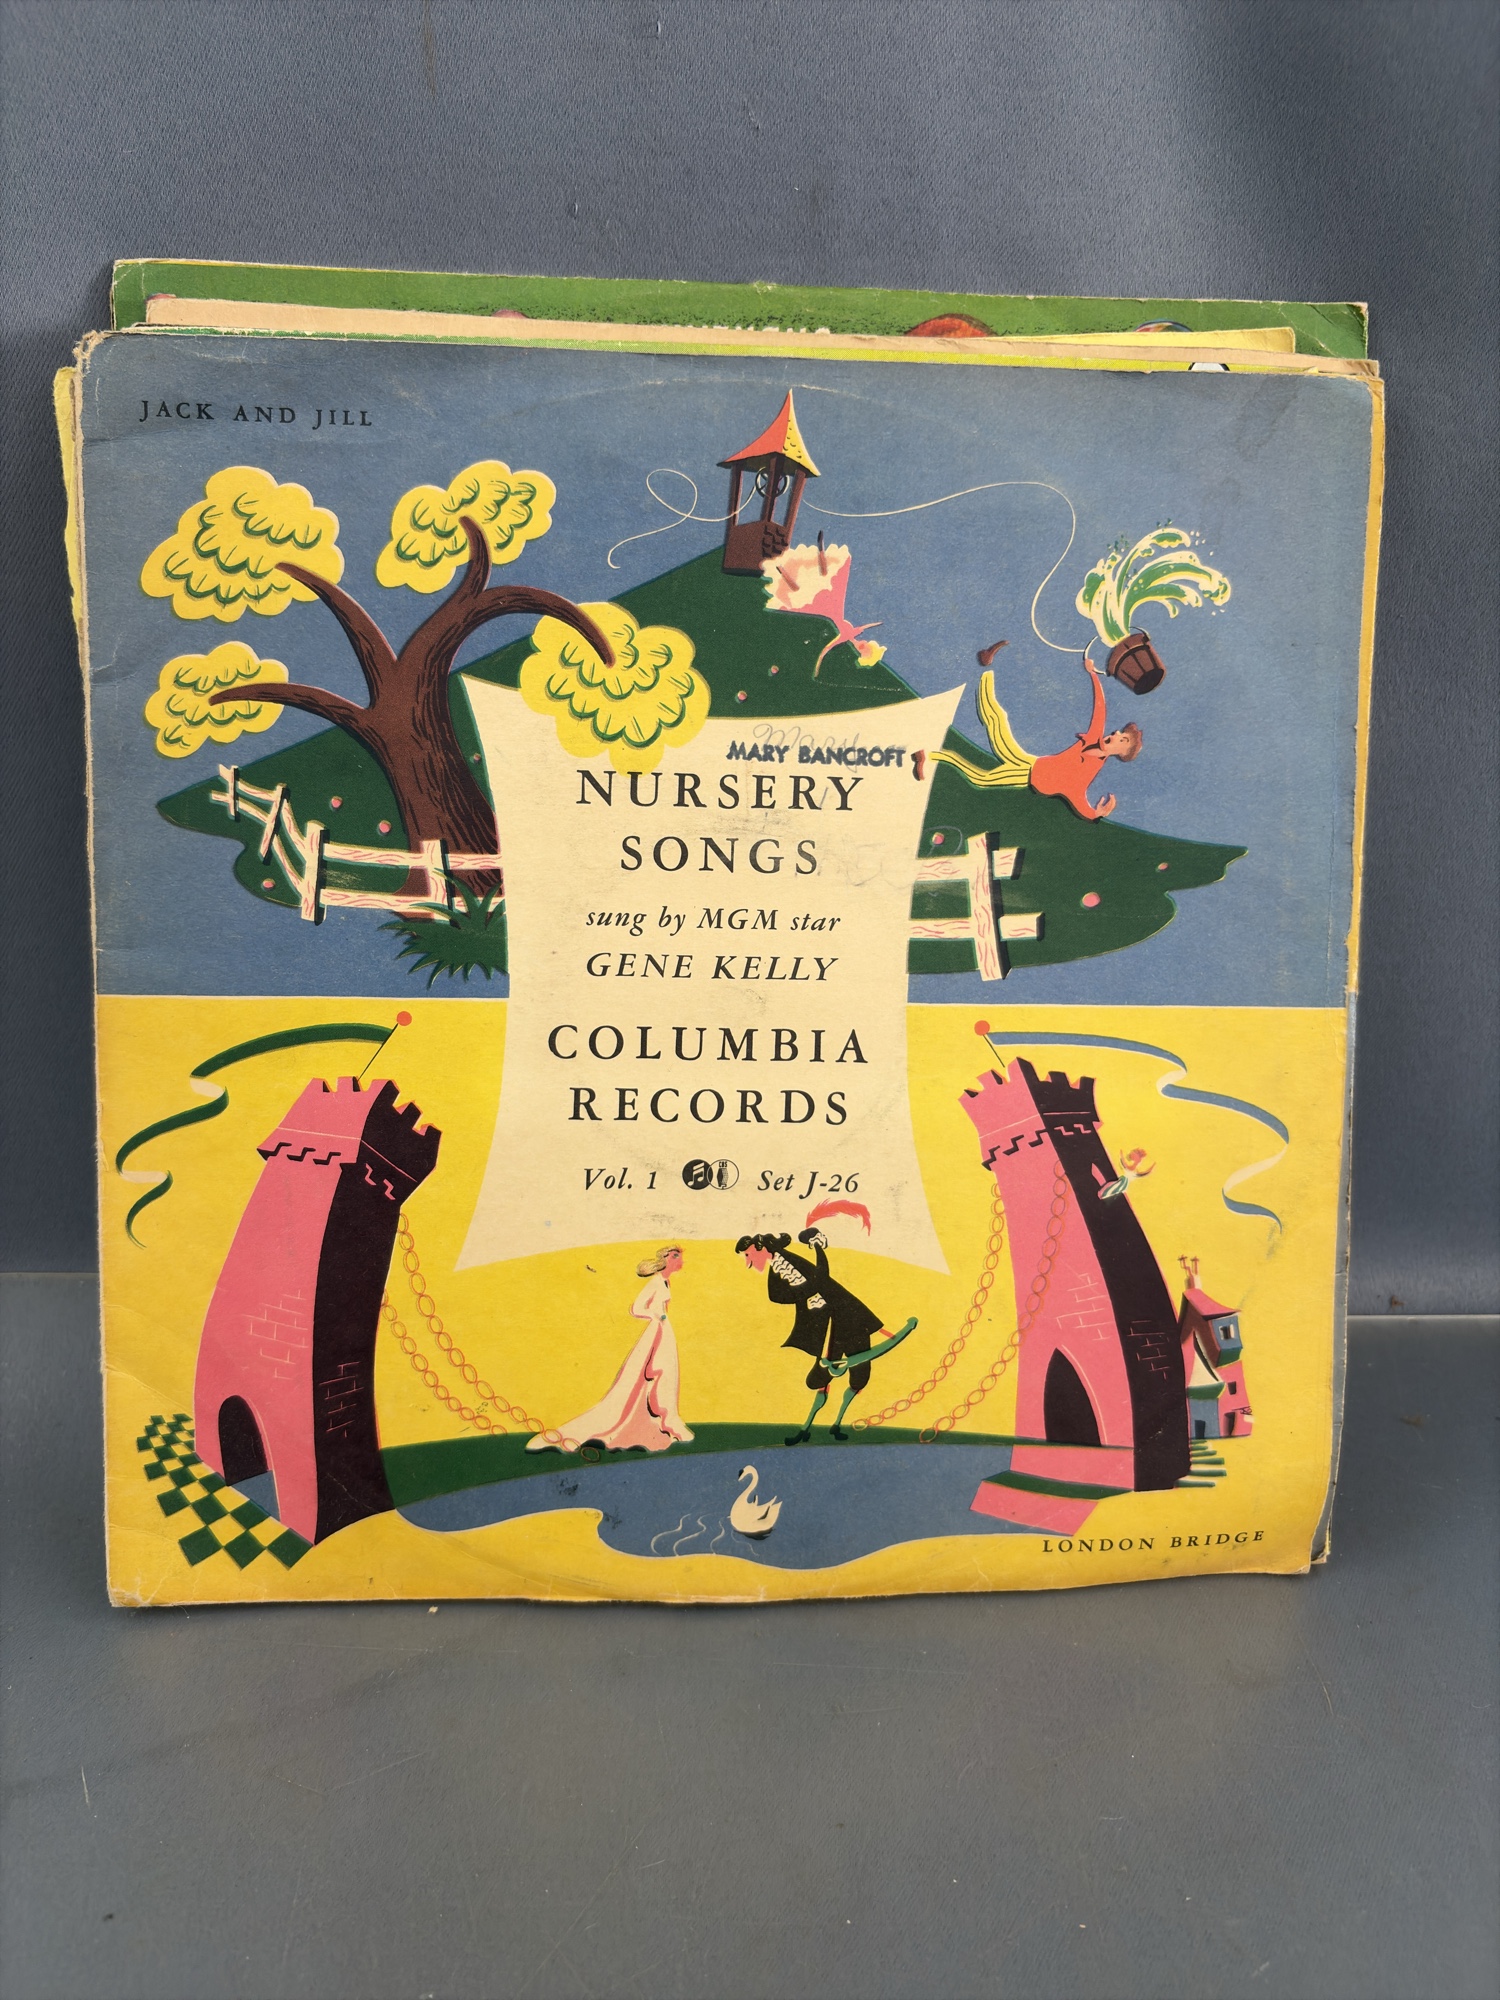 JACK AND JILL
MARY BANCROFT
NURSERY
SONGS
sung by MGM star
GENE KELLY
COLUMBIA
RECORDS
Vol. 1 CBS Set J-26
LONDON BRIDGE